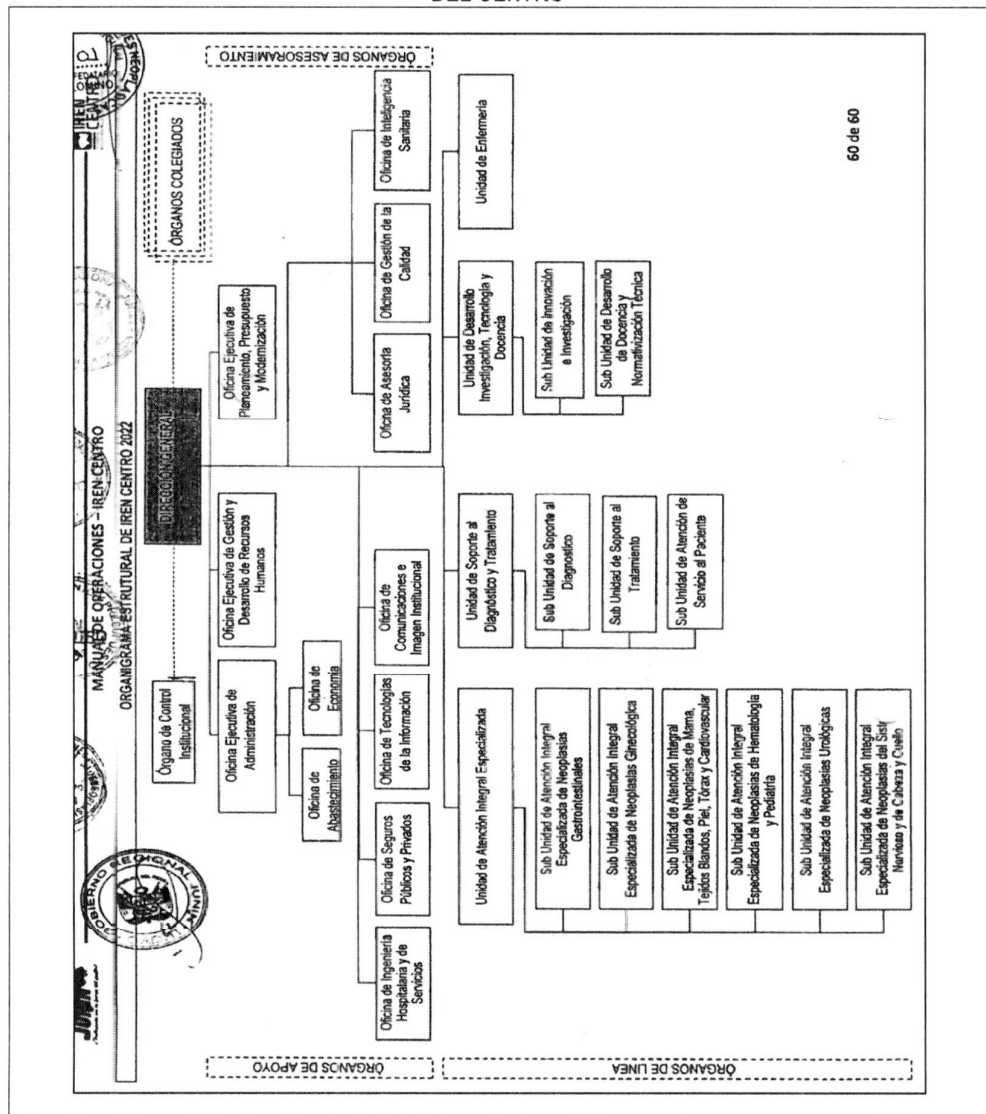 MANUAL DE OPERACIONES – IREN CENTRO
ORGANIGRAMA ESTRUTURAL DE IREN CENTRO 2022
IREN
CENTRO
GOBIERNO REGIONAL JUNIN
DIRECCIÓN GENERAL
ÓRGANOS COLEGIADOS
Órgano de Control
Institucional
ÓRGANOS DE ASESORAMIENTO
ÓRGANOS DE APOYO
Oficina Ejecutiva de
Administración
Oficina Ejecutiva de Gestión y
Desarrollo de Recursos
Humanos
Oficina Ejecutiva de
Planeamiento, Presupuesto
y Modernización
Oficina de
Abastecimiento
Oficina de
Economía
Oficina de Ingeniería
Hospitalaria y de
Servicios
Oficina de Seguros
Públicos y Privados
Oficina de Tecnologías
de la Información
Oficina de
Comunicaciones e
Imagen Institucional
Oficina de Asesoría
Jurídica
Oficina de Gestión de la
Calidad
Oficina de Inteligencia
Sanitaria
ÓRGANOS DE LINEA
Unidad de Atención Integral Especializada
Sub Unidad de Atención Integral
Especializada de Neoplasias
Gastrointestinales
Sub Unidad de Atención Integral
Especializada de Neoplasias Ginecológica
Sub Unidad de Atención Integral
Especializada de Neoplasias de Mama,
Tejidos Blandos, Piel, Tórax y Cardiovascular
Sub Unidad de Atención Integral
Especializada de Neoplasias de Hematología
y Pediatría
Sub Unidad de Atención Integral
Especializada de Neoplasias Urológicas
Sub Unidad de Atención Integral
Especializada de Neoplasias del Sist
Nervioso y de Cabeza y Cuello
Unidad de Soporte al
Diagnóstico y Tratamiento
Sub Unidad de Soporte al
Diagnostico
Sub Unidad de Soporte al
Tratamiento
Sub Unidad de Atención de
Servicio al Paciente
Unidad de Desarrollo
Investigación, Tecnología y
Docencia
Sub Unidad de Innovación
e Investigación
Sub Unidad de Desarrollo
de Docencia y
Normativización Técnica
Unidad de Enfermería
60 de 60